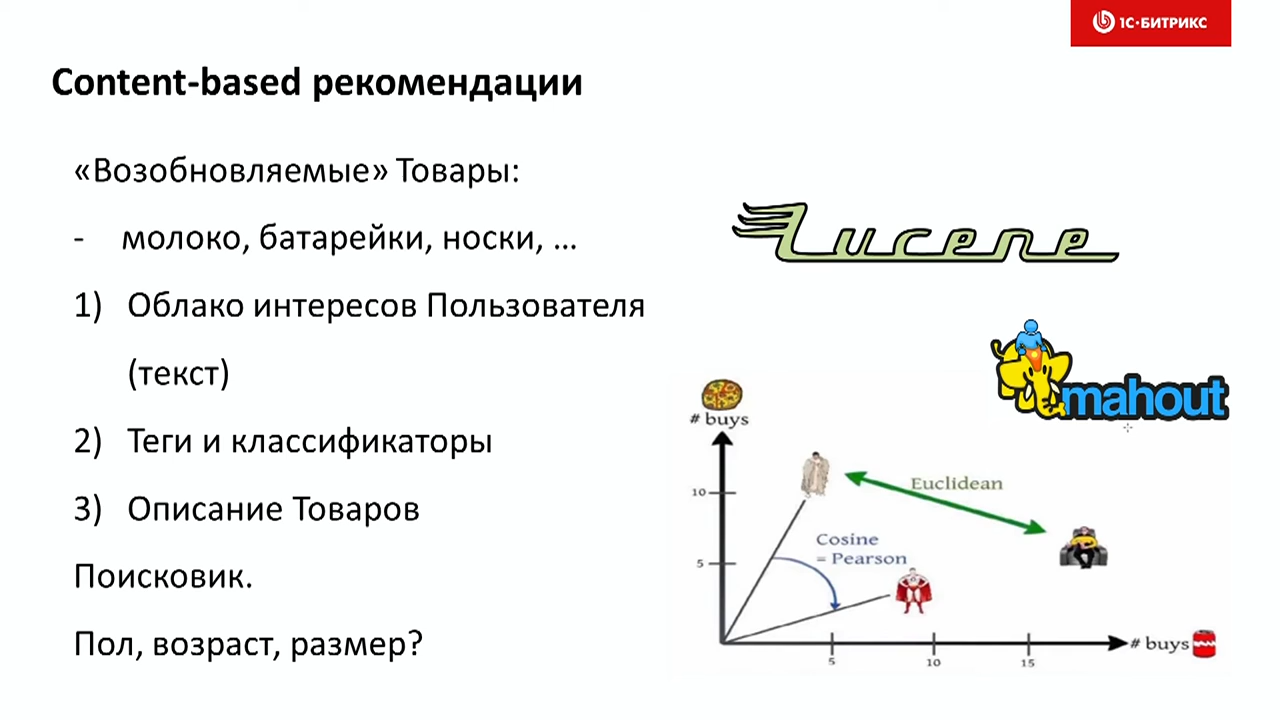 1С-БИТРИКС
Content-based рекомендации
«Возобновляемые» Товары:
- молоко, батарейки, носки, ...
1) Облако интересов Пользователя
(текст)
2) Теги и классификаторы
3) Описание Товаров
Поисковик.
Пол, возраст, размер?
Lucene
mahout
# buys
10
5
Euclidean
Cosine
= Pearson
# buys
5
10
15